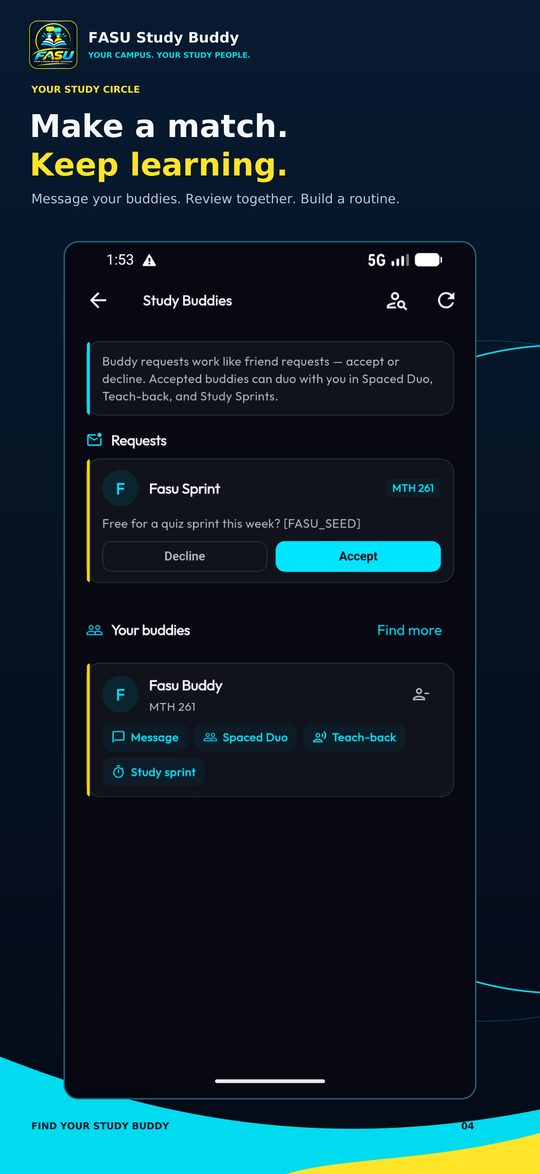 FASU
FASU Study Buddy
YOUR CAMPUS. YOUR STUDY PEOPLE.
YOUR STUDY CIRCLE
Make a match.
Keep learning.
Message your buddies. Review together. Build a routine.
1:53
5G
Study Buddies
Buddy requests work like friend requests — accept or
decline. Accepted buddies can duo with you in Spaced Duo,
Teach-back, and Study Sprints.
Requests
F
Fasu Sprint
MTH 261
Free for a quiz sprint this week? [FASU_SEED]
Decline
Accept
Your buddies
Find more
F
Fasu Buddy
MTH 261
Message
Spaced Duo
Teach-back
Study sprint
FIND YOUR STUDY BUDDY
04